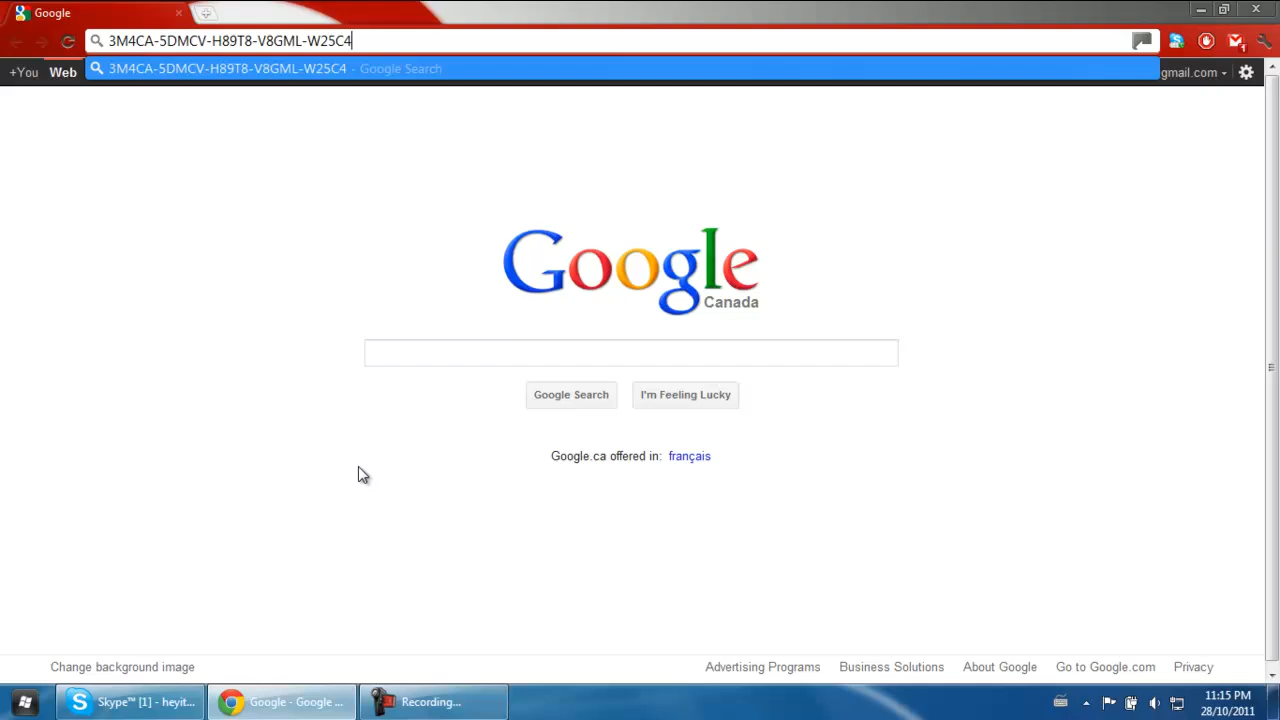 Google
3M4CA-5DMCV-H89T8-V8GML-W25C4
+You Web 3M4CA-5DMCV-H89T8-V8GML-W25C4 - Google Search gmail.com
1
Google
Canada
Google Search I'm Feeling Lucky
Google.ca offered in: français
Change background image Advertising Programs Business Solutions About Google Go to Google.com Privacy
Skype™ [1] - heyit... Google - Google ... Recording... 11:15 PM
28/10/2011